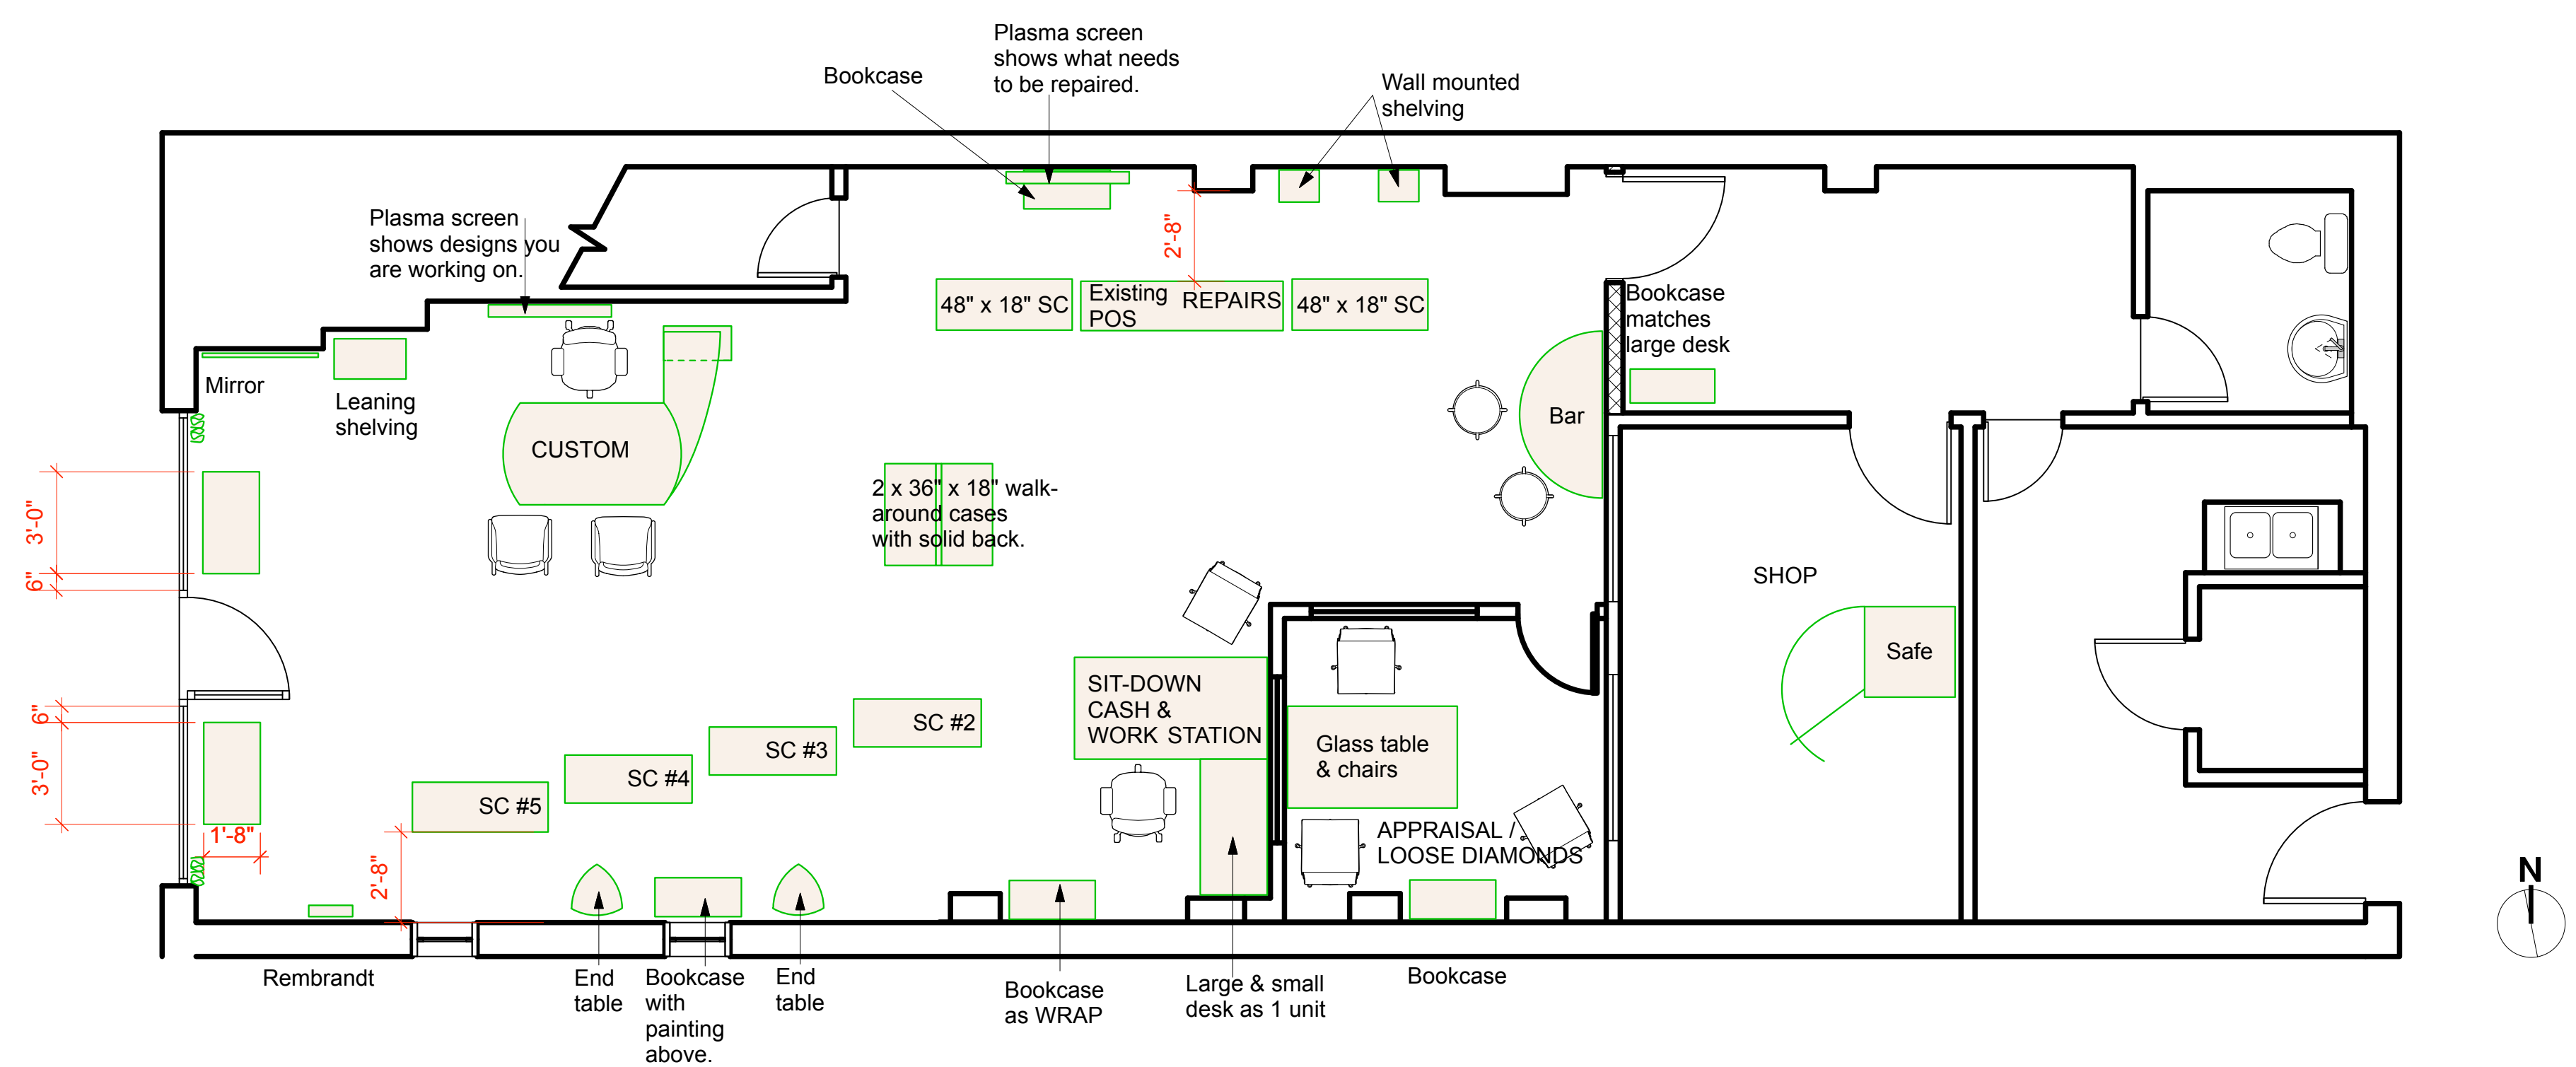 Plasma screen
shows what needs
to be repaired.
Bookcase
Wall mounted
shelving
Plasma screen
shows designs you
are working on.
2'-8"
48" x 18" SC
Existing
POS
REPAIRS
48" x 18" SC
Bookcase
matches
large desk
Mirror
Leaning
shelving
CUSTOM
Bar
2 x 36" x 18" walk-
around cases
with solid back.
3'-0"
6"
SHOP
Safe
6"
3'-0"
1'-8"
SC #2
SC #3
SC #4
SC #5
SIT-DOWN
CASH &
WORK STATION
Glass table
& chairs
APPRAISAL /
LOOSE DIAMONDS
2'-8"
N
Rembrandt
End
table
Bookcase
with
painting
above.
End
table
Bookcase
as WRAP
Large & small
desk as 1 unit
Bookcase